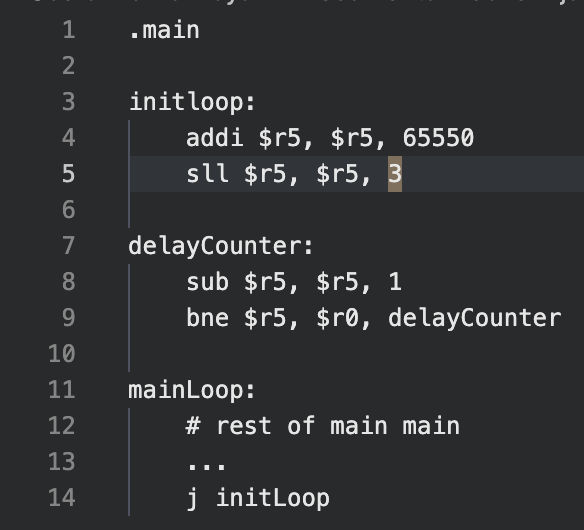 1 .main
2
3 initloop:
4 addi $r5, $r5, 65550
5 sll $r5, $r5, 3
6
7 delayCounter:
8 sub $r5, $r5, 1
9 bne $r5, $r0, delayCounter
10
11 mainLoop:
12 # rest of main main
13 ...
14 j initLoop